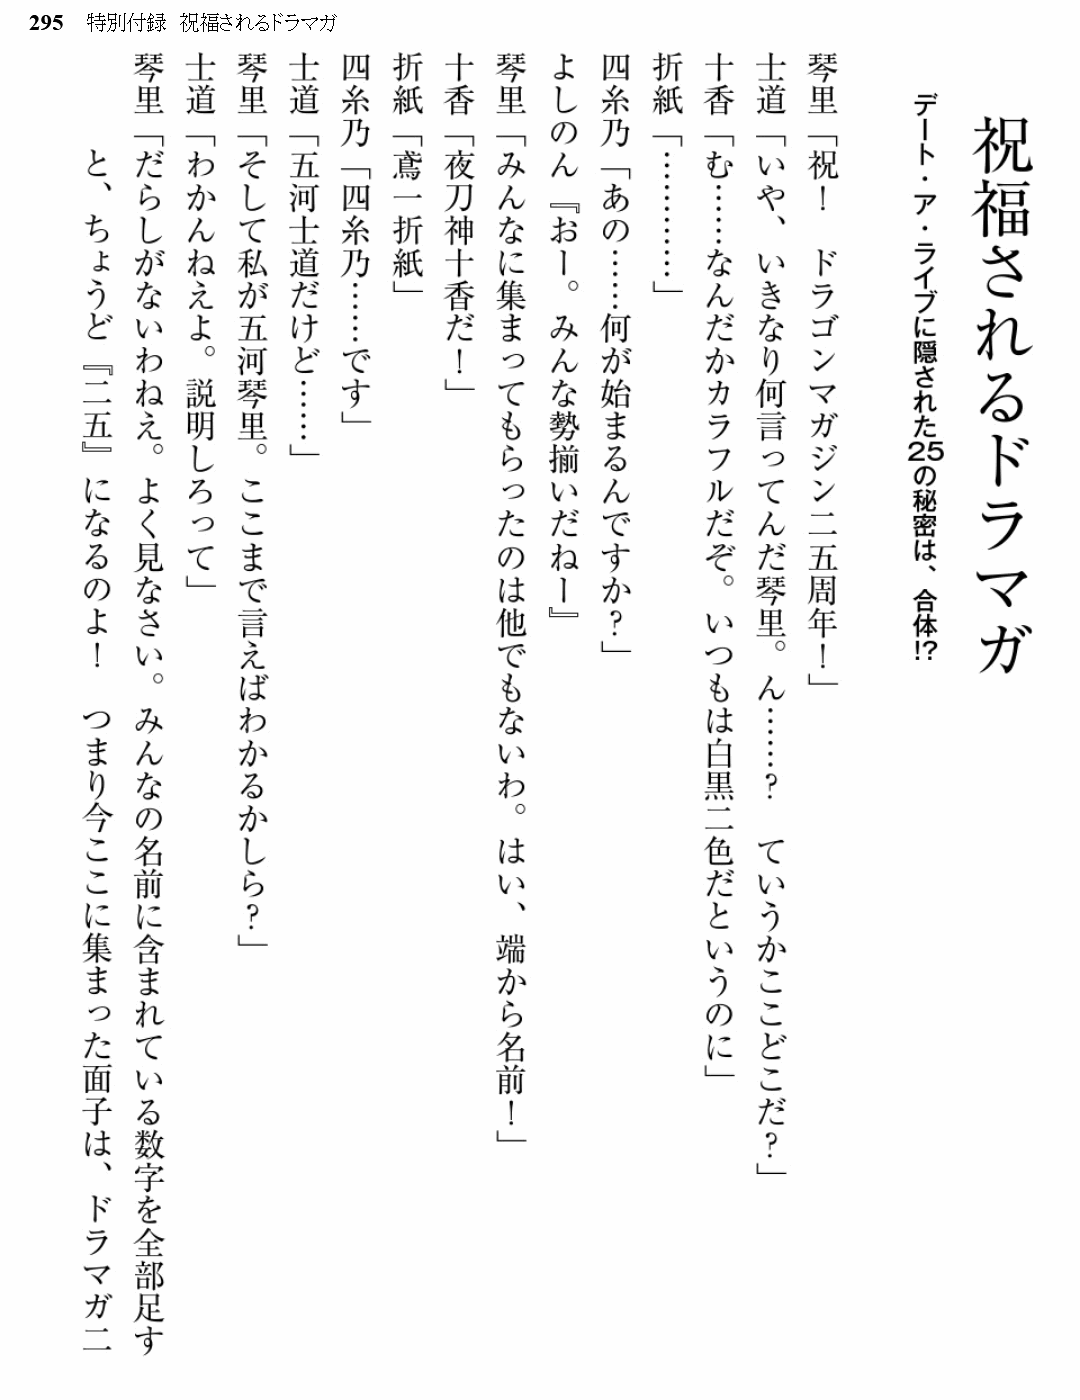 295 特別付録 祝福されるドラマガ
祝福されるドラマガ
デート・ア・ライブに隠された25の秘密は、合体!?
琴里「祝！　ドラゴンマガジン二五周年！」
士道「いや、いきなり何言ってんだ琴里。ん……？　ていうかここどこだ？」
十香「む……なんだかカラフルだぞ。いつもは白黒二色だというのに」
折紙「…………」
四糸乃「あの……何が始まるんですか？」
よしのん『おー。みんな勢揃いだねー』
琴里「みんなに集まってもらったのは他でもないわ。はい、端から名前！」
十香「夜刀神十香だ！」
折紙「鳶一折紙」
四糸乃「四糸乃……です」
士道「五河士道だけど……」
琴里「そして私が五河琴里。ここまで言えばわかるかしら？」
士道「わかんねえよ。説明しろって」
琴里「だらしがないわねえ。よく見なさい。みんなの名前に含まれている数字を全部足す
と、ちょうど『二五』になるのよ！　つまり今ここに集まった面子は、ドラマガ二